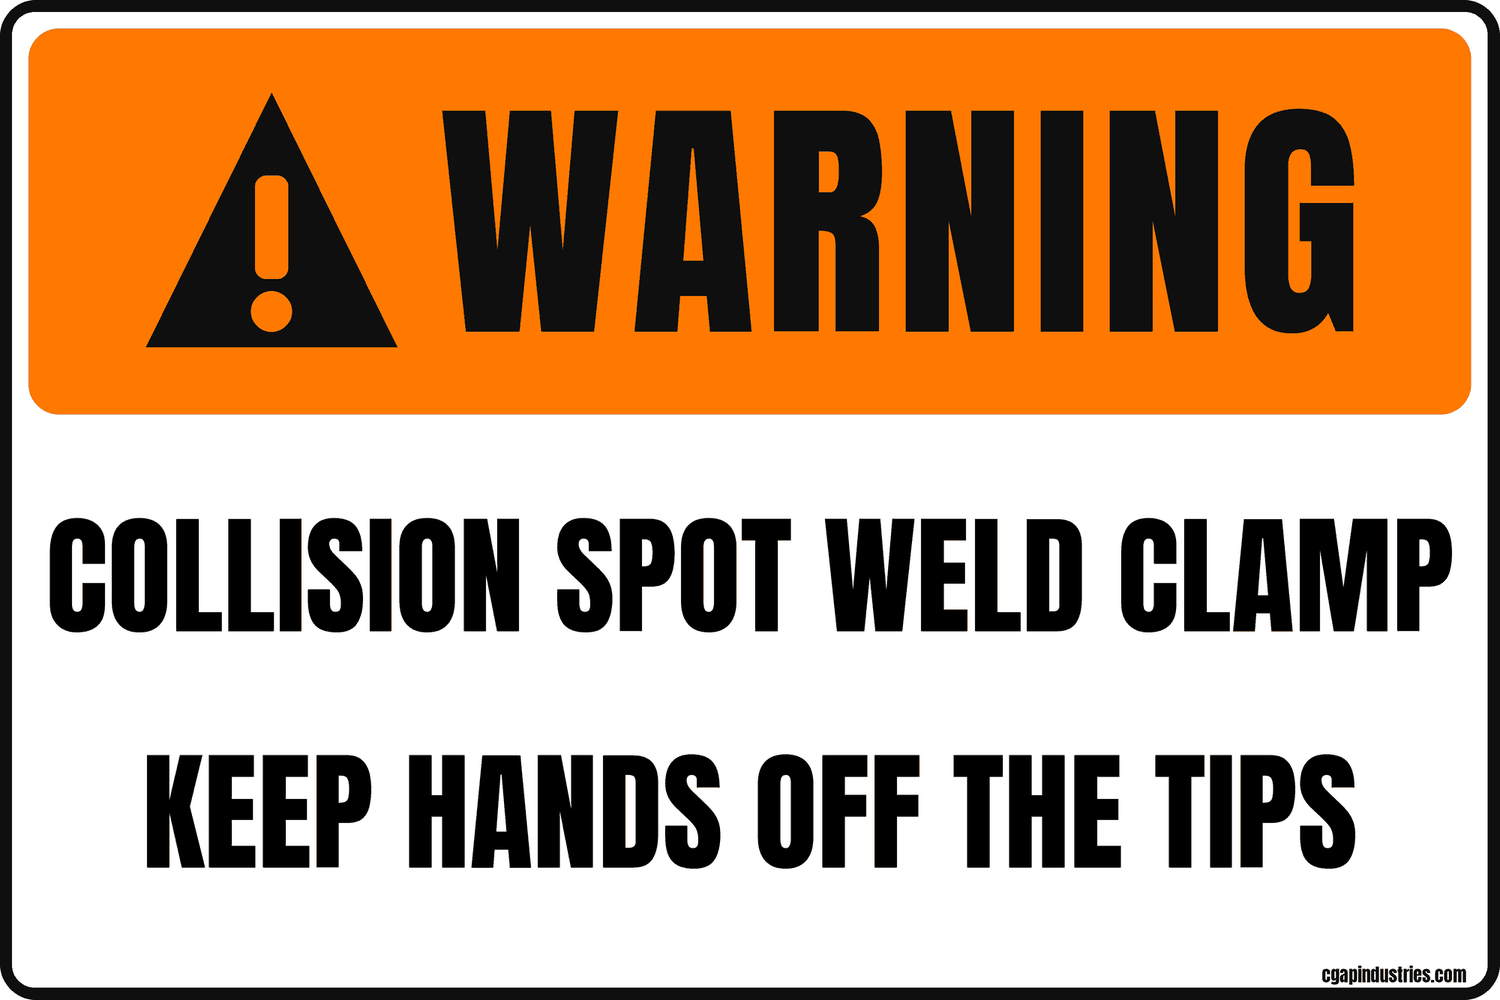 WARNING
COLLISION SPOT WELD CLAMP
KEEP HANDS OFF THE TIPS
cgapindustries.com